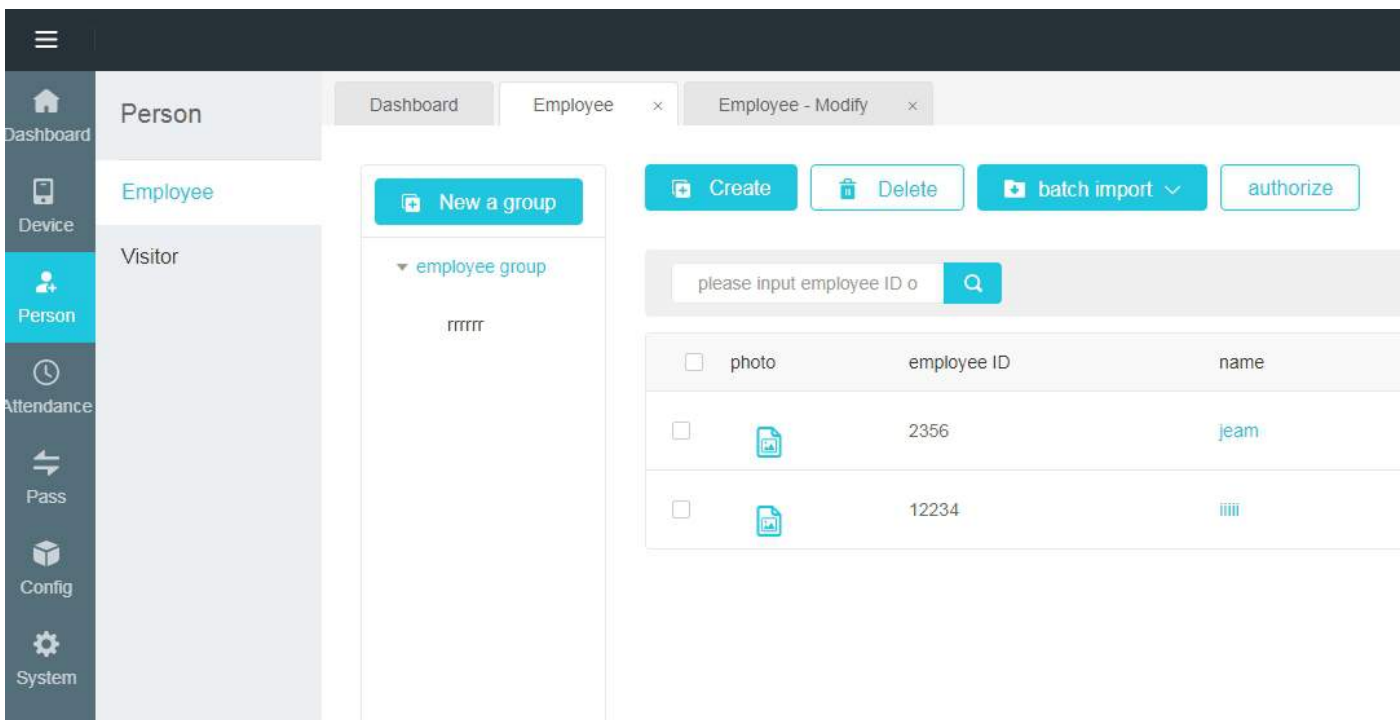 Dashboard
Device
Person
Attendance
Pass
Config
System
Person
Employee
Visitor
Dashboard Employee × Employee - Modify ×
New a group
employee group
rrrrrr
Create Delete batch import authorize
please input employee ID o
photo employee ID name
2356 jeam
12234 iiiii